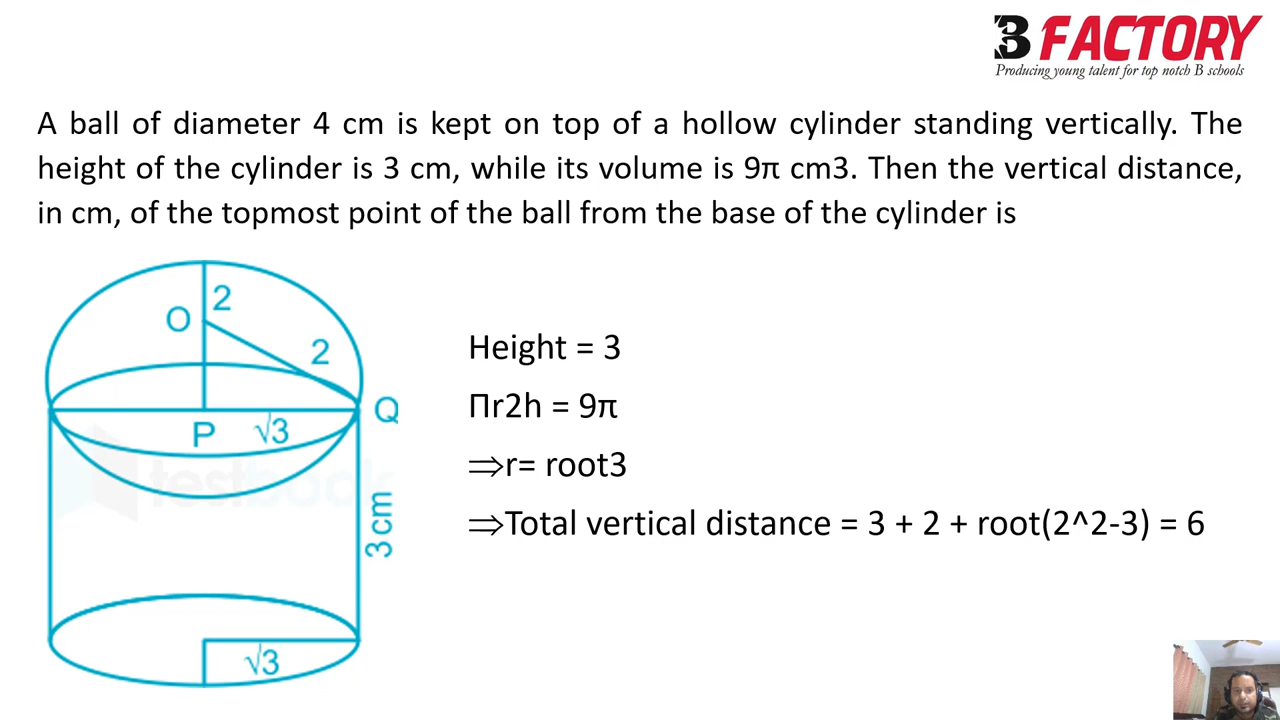 B FACTORY
Producing young talent for top notch B schools
A ball of diameter 4 cm is kept on top of a hollow cylinder standing vertically. The
height of the cylinder is 3 cm, while its volume is 9π cm3. Then the vertical distance,
in cm, of the topmost point of the ball from the base of the cylinder is
2
O
2
Height = 3
Πr2h = 9π
Q
P √3
⇒r= root3
testbook
3 cm
⇒Total vertical distance = 3 + 2 + root(2^2-3) = 6
√3